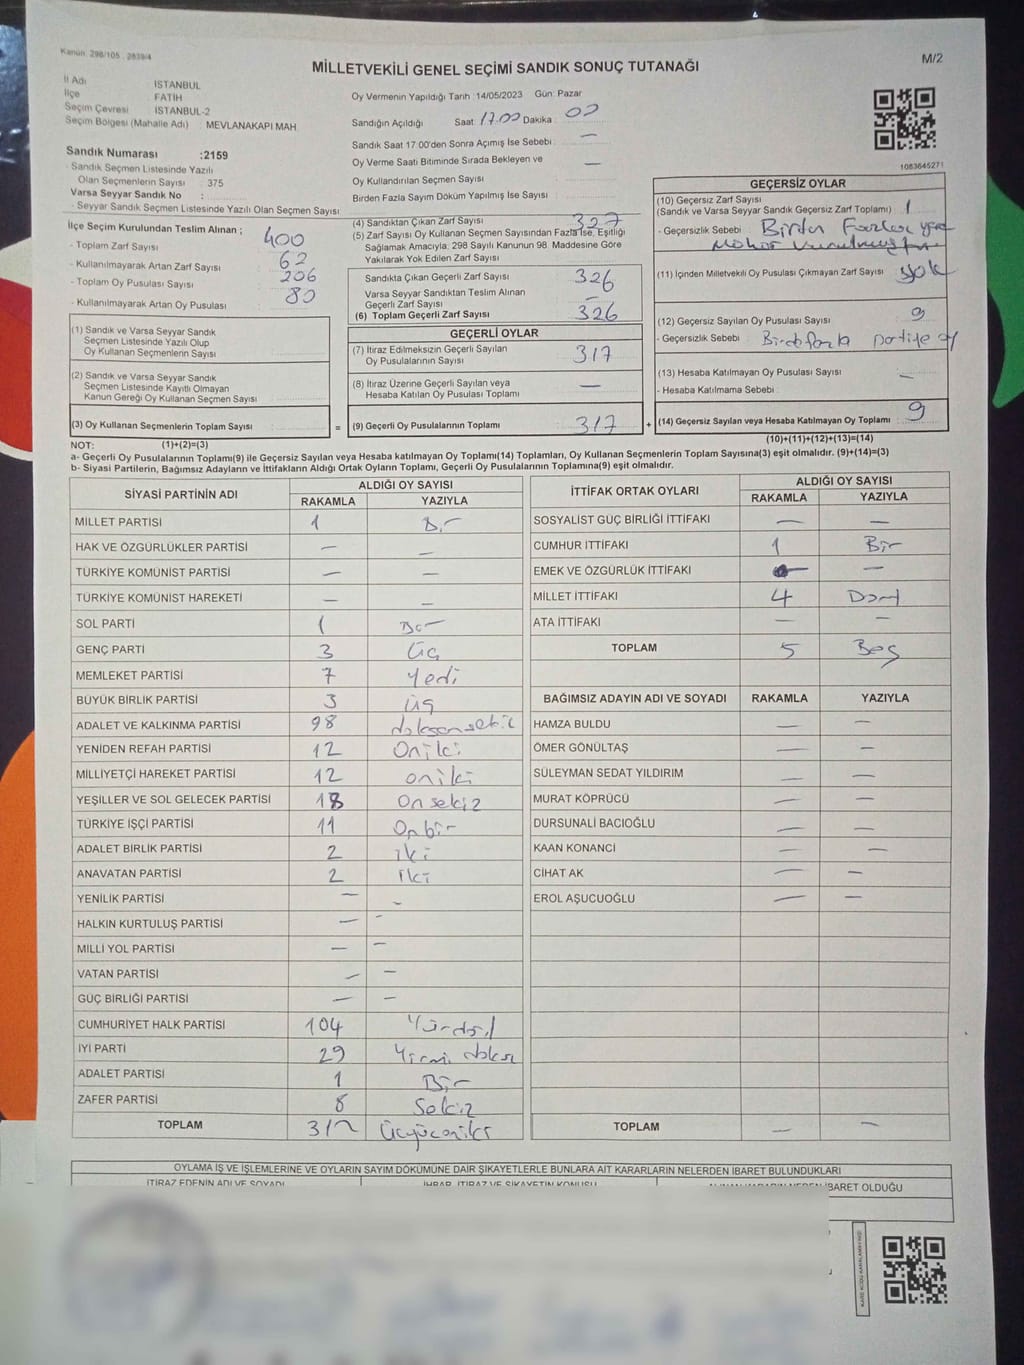 Kanun: 298/105 - 2839/4
M/2
MİLLETVEKİLİ GENEL SEÇİMİ SANDIK SONUÇ TUTANAĞI
İl Adı İSTANBUL
İlçe FATİH
Seçim Çevresi İSTANBUL-2
Seçim Bölgesi (Mahalle Adı) : MEVLANAKAPI MAH
Oy Vermenin Yapıldığı Tarih :14/05/2023 Gün: Pazar
Sandığın Açıldığı Saat 17.00 Dakika : 00
Sandık Saat 17.00'den Sonra Açılmış İse Sebebi : —
Oy Verme Saati Bitiminde Sırada Bekleyen ve —
Oy Kullandırılan Seçmen Sayısı :
Birden Fazla Sayım Döküm Yapılmış İse Sayısı :
1083645271
Sandık Numarası :2159
- Sandık Seçmen Listesinde Yazılı
Olan Seçmenlerin Sayısı : 375
Varsa Seyyar Sandık No :
- Seyyar Sandık Seçmen Listesinde Yazılı Olan Seçmen Sayısı
İlçe Seçim Kurulundan Teslim Alınan ;
- Toplam Zarf Sayısı : 400
- Kullanılmayarak Artan Zarf Sayısı : 62
- Toplam Oy Pusulası Sayısı : 206
- Kullanılmayarak Artan Oy Pusulası : 80
(1) Sandık ve Varsa Seyyar Sandık
Seçmen Listesinde Yazılı Olup
Oy Kullanan Seçmenlerin Sayısı :
(2) Sandık ve Varsa Seyyar Sandık
Seçmen Listesinde Kayıtlı Olmayan
Kanun Gereği Oy Kullanan Seçmen Sayısı :
(3) Oy Kullanan Seçmenlerin Toplam Sayısı :
(4) Sandıktan Çıkan Zarf Sayısı : 327
(5) Zarf Sayısı Oy Kullanan Seçmen Sayısından Fazla İse, Eşitliği
Sağlamak Amacıyla; 298 Sayılı Kanunun 98. Maddesine Göre
Yakılarak Yok Edilen Zarf Sayısı :
Sandıkta Çıkan Geçerli Zarf Sayısı : 326
Varsa Seyyar Sandıktan Teslim Alınan
Geçerli Zarf Sayısı : —
(6) Toplam Geçerli Zarf Sayısı : 326
GEÇERLİ OYLAR
(7) İtiraz Edilmeksizin Geçerli Sayılan
Oy Pusulalarının Sayısı : 317
(8) İtiraz Üzerine Geçerli Sayılan veya
Hesaba Katılan Oy Pusulası Toplamı : —
= (9) Geçerli Oy Pusulalarının Toplamı : 317 +
GEÇERSİZ OYLAR
(10) Geçersiz Zarf Sayısı
(Sandık ve Varsa Seyyar Sandık Geçersiz Zarf Toplamı) : 1
- Geçersizlik Sebebi : Birden Fazla
Mühür
(11) İçinden Milletvekili Oy Pusulası Çıkmayan Zarf Sayısı : yok
(12) Geçersiz Sayılan Oy Pusulası Sayısı : 9
- Geçersizlik Sebebi : partiye oy
(13) Hesaba Katılmayan Oy Pusulası Sayısı : —
- Hesaba Katılmama Sebebi :
(14) Geçersiz Sayılan veya Hesaba Katılmayan Oy Toplamı : 9
NOT: (1)+(2)=(3) (10)+(11)+(12)+(13)=(14)
a- Geçerli Oy Pusulalarının Toplamı(9) ile Geçersiz Sayılan veya Hesaba katılmayan Oy Toplamı(14) Toplamları, Oy Kullanan Seçmenlerin Toplam Sayısına(3) eşit olmalıdır. (9)+(14)=(3)
b- Siyasi Partilerin, Bağımsız Adayların ve İttifakların Aldığı Ortak Oyların Toplamı, Geçerli Oy Pusulalarının Toplamına(9) eşit olmalıdır.
SİYASİ PARTİNİN ADI ALDIĞI OY SAYISI
RAKAMLA YAZIYLA
MİLLET PARTİSİ 1 Bir
HAK VE ÖZGÜRLÜKLER PARTİSİ — —
TÜRKİYE KOMÜNİST PARTİSİ — —
TÜRKİYE KOMÜNİST HAREKETİ — —
SOL PARTİ 1 Bir
GENÇ PARTİ 3 Üç
MEMLEKET PARTİSİ 7 Yedi
BÜYÜK BİRLİK PARTİSİ 3 üç
ADALET VE KALKINMA PARTİSİ 98 doksansekiz
YENİDEN REFAH PARTİSİ 12 Oniki
MİLLİYETÇİ HAREKET PARTİSİ 12 oniki
YEŞİLLER VE SOL GELECEK PARTİSİ 18 Onsekiz
TÜRKİYE İŞÇİ PARTİSİ 11 Onbir
ADALET BİRLİK PARTİSİ 2 iki
ANAVATAN PARTİSİ 2 İki
YENİLİK PARTİSİ — —
HALKIN KURTULUŞ PARTİSİ — —
MİLLİ YOL PARTİSİ — —
VATAN PARTİSİ — —
GÜÇ BİRLİĞİ PARTİSİ — —
CUMHURİYET HALK PARTİSİ 104 Yüzdört
İYİ PARTİ 29 Yirmi dokuz
ADALET PARTİSİ 1 Bir
ZAFER PARTİSİ 8 Sekiz
TOPLAM 312 Üçyüzoniki
İTTİFAK ORTAK OYLARI ALDIĞI OY SAYISI
RAKAMLA YAZIYLA
SOSYALİST GÜÇ BİRLİĞİ İTTİFAKI — —
CUMHUR İTTİFAKI 1 Bir
EMEK VE ÖZGÜRLÜK İTTİFAKI — —
MİLLET İTTİFAKI 4 Dört
ATA İTTİFAKI — —
TOPLAM 5 Beş
BAĞIMSIZ ADAYIN ADI VE SOYADI RAKAMLA YAZIYLA
HAMZA BULDU — —
ÖMER GÖNÜLTAŞ — —
SÜLEYMAN SEDAT YILDIRIM — —
MURAT KÖPRÜCÜ — —
DURSUNALİ BACIOĞLU — —
KAAN KONANCİ — —
CİHAT AK — —
EROL AŞUCUOĞLU — —
TOPLAM — —
OYLAMA İŞ VE İŞLEMLERİNE VE OYLARIN SAYIM DÖKÜMÜNE DAİR ŞİKAYETLERLE BUNLARA AİT KARARLARIN NELERDEN İBARET BULUNDUKLARI
İTİRAZ EDENİN ADI VE SOYADI İHBAR, İTİRAZ VE ŞİKAYETİN KONUSU İBARET OLDUĞU